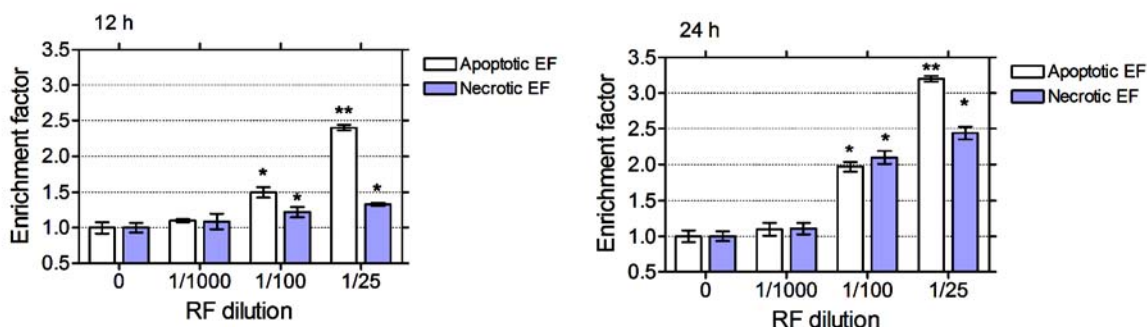 12 h
3.5
3.0
2.5
2.0
1.5
1.0
0.5
Enrichment factor
** 
* *
*
0 1/1000 1/100 1/25
RF dilution
Apoptotic EF
Necrotic EF
24 h
3.5
3.0
2.5
2.0
1.5
1.0
0.5
Enrichment factor
**
*
* *
0 1/1000 1/100 1/25
RF dilution
Apoptotic EF
Necrotic EF